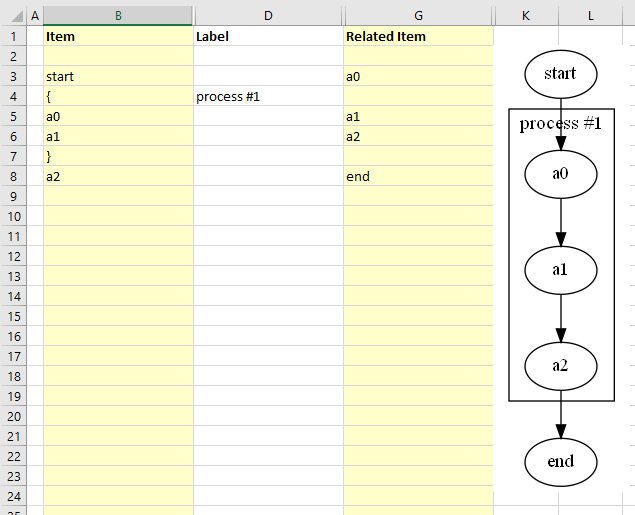 A B D G K L
1 Item Label Related Item
2
3 start a0
4 { process #1
5 a0 a1
6 a1 a2
7 }
8 a2 end
9
10
11
12
13
14
15
16
17
18
19
20
21
22
23
24
start
process #1
a0
a1
a2
end